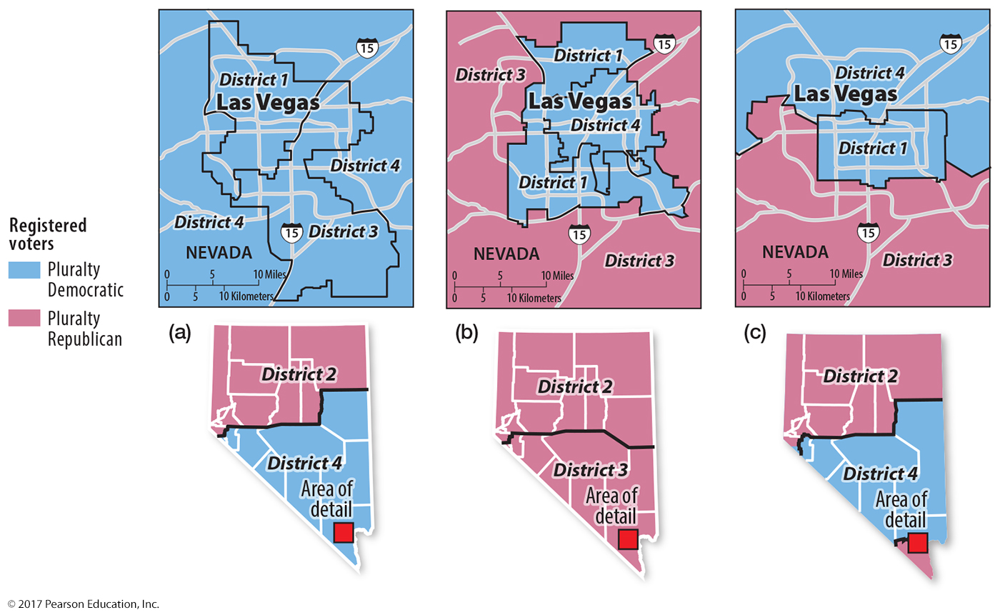 Registered
voters
Pluralty
Democratic
Pluralty
Republican
15
District 1
Las Vegas
District 4
District 4
15
District 3
NEVADA
0 5 10 Miles
0 5 10 Kilometers
15
District 1
District 3
Las Vegas
District 4
District 1
15
NEVADA
District 3
0 5 10 Miles
0 5 10 Kilometers
15
District 4
Las Vegas
District 1
15
NEVADA
District 3
0 5 10 Miles
0 5 10 Kilometers
(a)
District 2
District 4
Area of
detail
(b)
District 2
District 3
Area of
detail
(c)
District 2
District 4
Area of
detail
© 2017 Pearson Education, Inc.